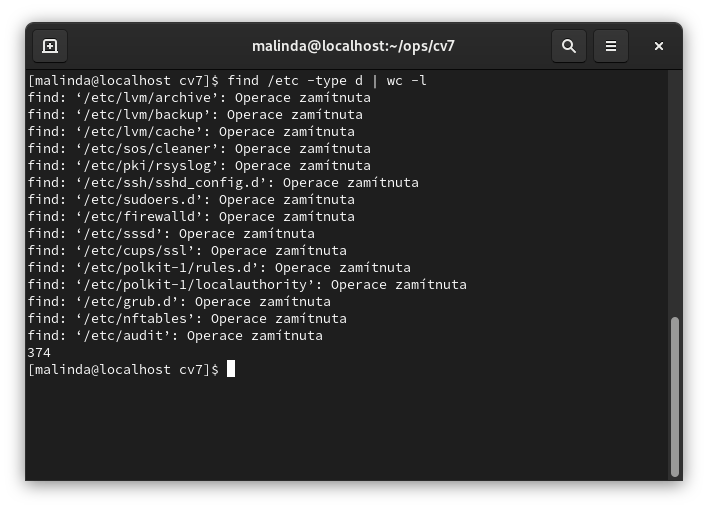 malinda@localhost:~/ops/cv7
[malinda@localhost cv7]$ find /etc -type d | wc -l
find: ‘/etc/lvm/archive’: Operace zamítnuta
find: ‘/etc/lvm/backup’: Operace zamítnuta
find: ‘/etc/lvm/cache’: Operace zamítnuta
find: ‘/etc/sos/cleaner’: Operace zamítnuta
find: ‘/etc/pki/rsyslog’: Operace zamítnuta
find: ‘/etc/ssh/sshd_config.d’: Operace zamítnuta
find: ‘/etc/sudoers.d’: Operace zamítnuta
find: ‘/etc/firewalld’: Operace zamítnuta
find: ‘/etc/sssd’: Operace zamítnuta
find: ‘/etc/cups/ssl’: Operace zamítnuta
find: ‘/etc/polkit-1/rules.d’: Operace zamítnuta
find: ‘/etc/polkit-1/localauthority’: Operace zamítnuta
find: ‘/etc/grub.d’: Operace zamítnuta
find: ‘/etc/nftables’: Operace zamítnuta
find: ‘/etc/audit’: Operace zamítnuta
374
[malinda@localhost cv7]$